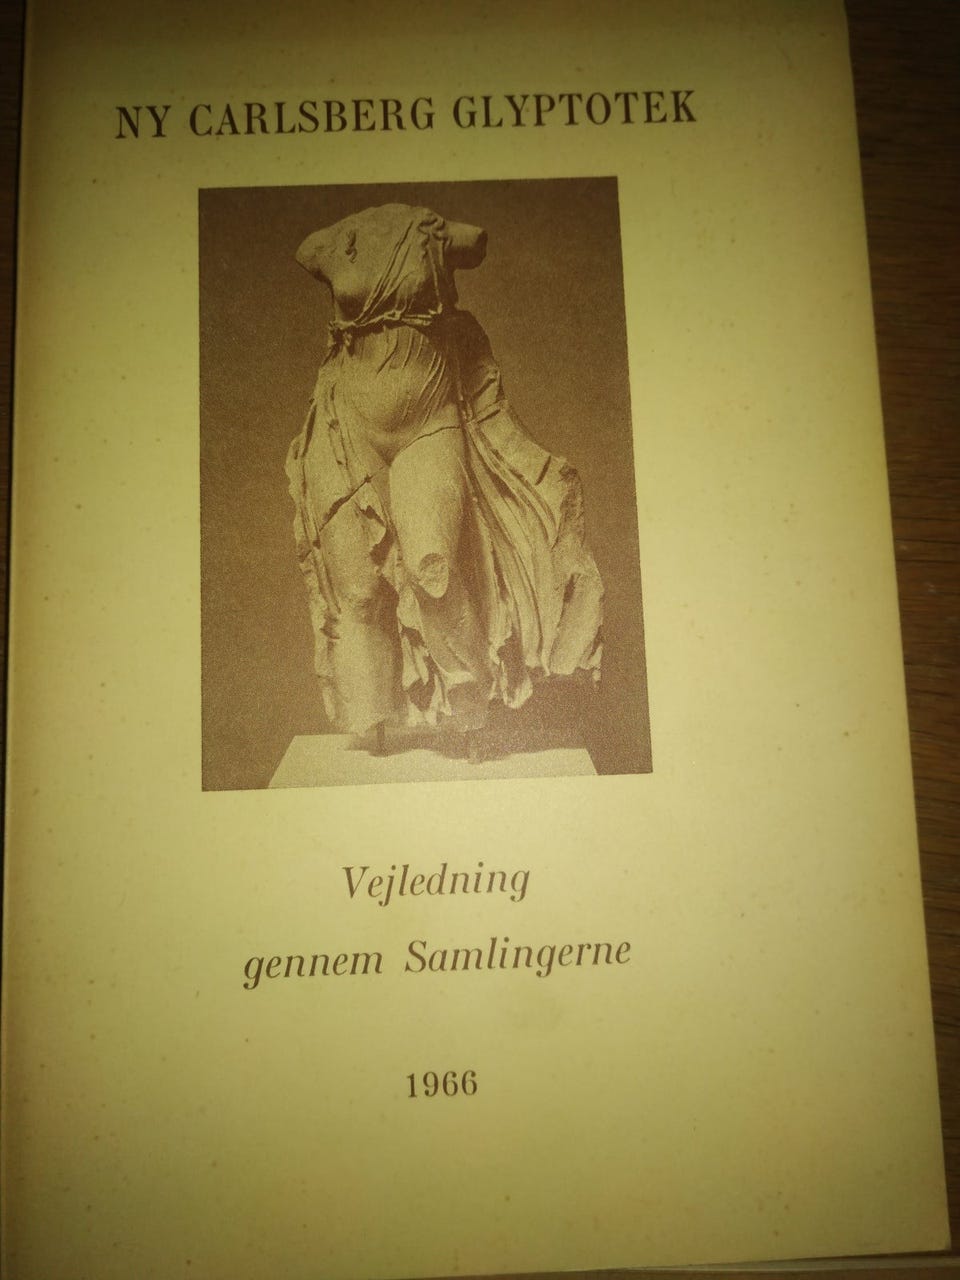 NY CARLSBERG GLYPTOTEK
Vejledning
gennem Samlingerne
1966